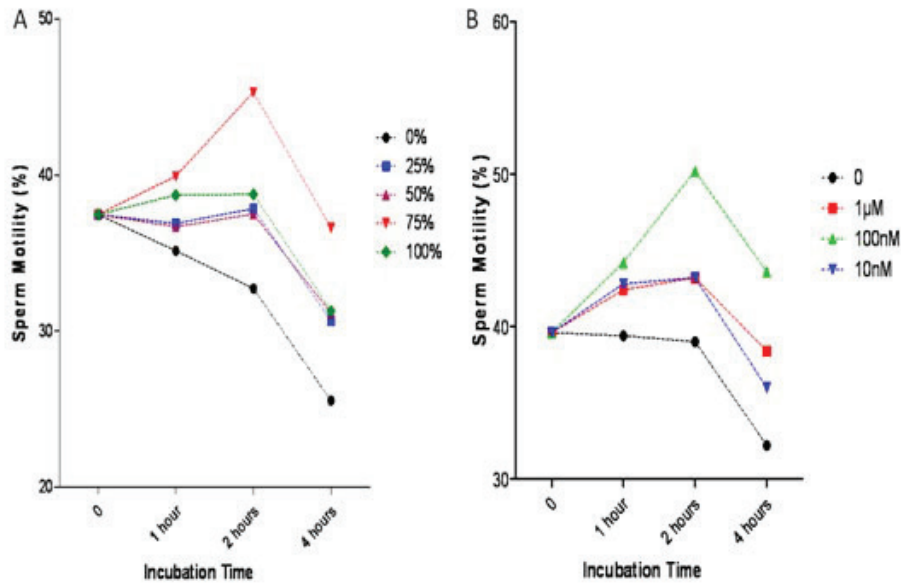 A
Sperm Motility (%)
50
40
30
20
0
1 hour
2 hours
4 hours
Incubation Time
0%
25%
50%
75%
100%
B
Sperm Motility (%)
60
50
40
30
0
1 hour
2 hours
4 hours
Incubation Time
0
1µM
100nM
10nM